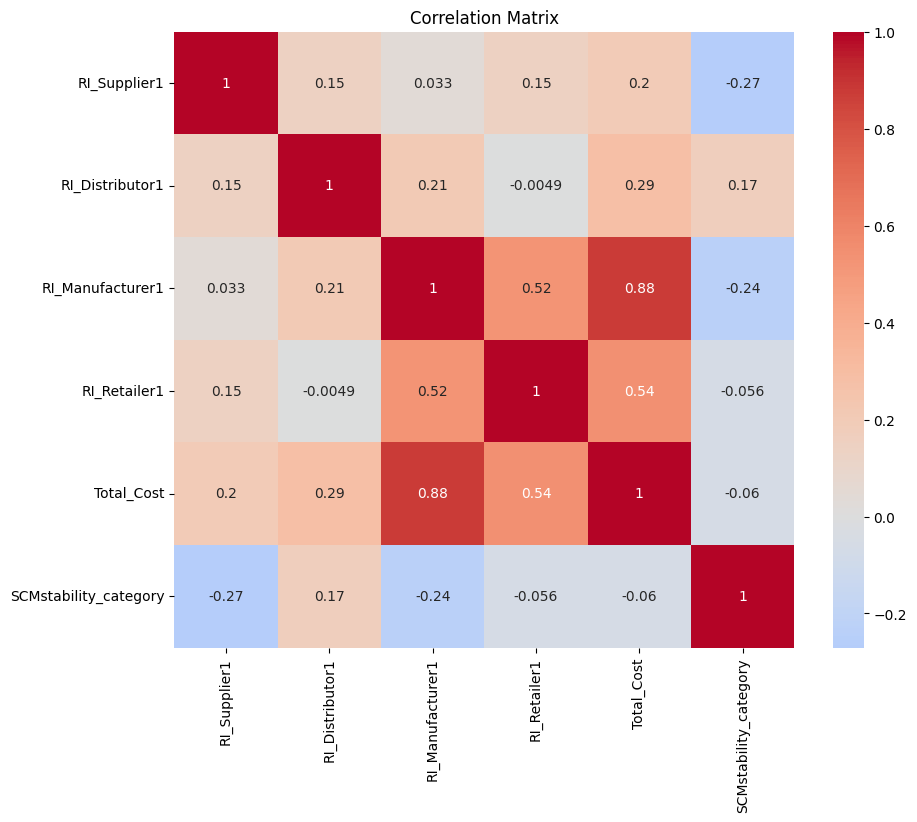 Correlation Matrix
RI_Supplier1 1 0.15 0.033 0.15 0.2 -0.27
RI_Distributor1 0.15 1 0.21 -0.0049 0.29 0.17
RI_Manufacturer1 0.033 0.21 1 0.52 0.88 -0.24
RI_Retailer1 0.15 -0.0049 0.52 1 0.54 -0.056
Total_Cost 0.2 0.29 0.88 0.54 1 -0.06
SCMstability_category -0.27 0.17 -0.24 -0.056 -0.06 1
RI_Supplier1
RI_Distributor1
RI_Manufacturer1
RI_Retailer1
Total_Cost
SCMstability_category
1.0
0.8
0.6
0.4
0.2
0.0
−0.2